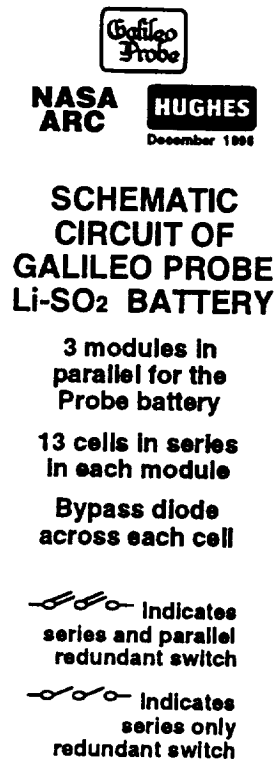 Galileo
Probe
NASA
ARC
HUGHES
December 1996
SCHEMATIC
CIRCUIT OF
GALILEO PROBE
Li-SO2 BATTERY
3 modules in
parallel for the
Probe battery
13 cells in series
in each module
Bypass diode
across each cell
Indicates
series and parallel
redundant switch
Indicates
series only
redundant switch